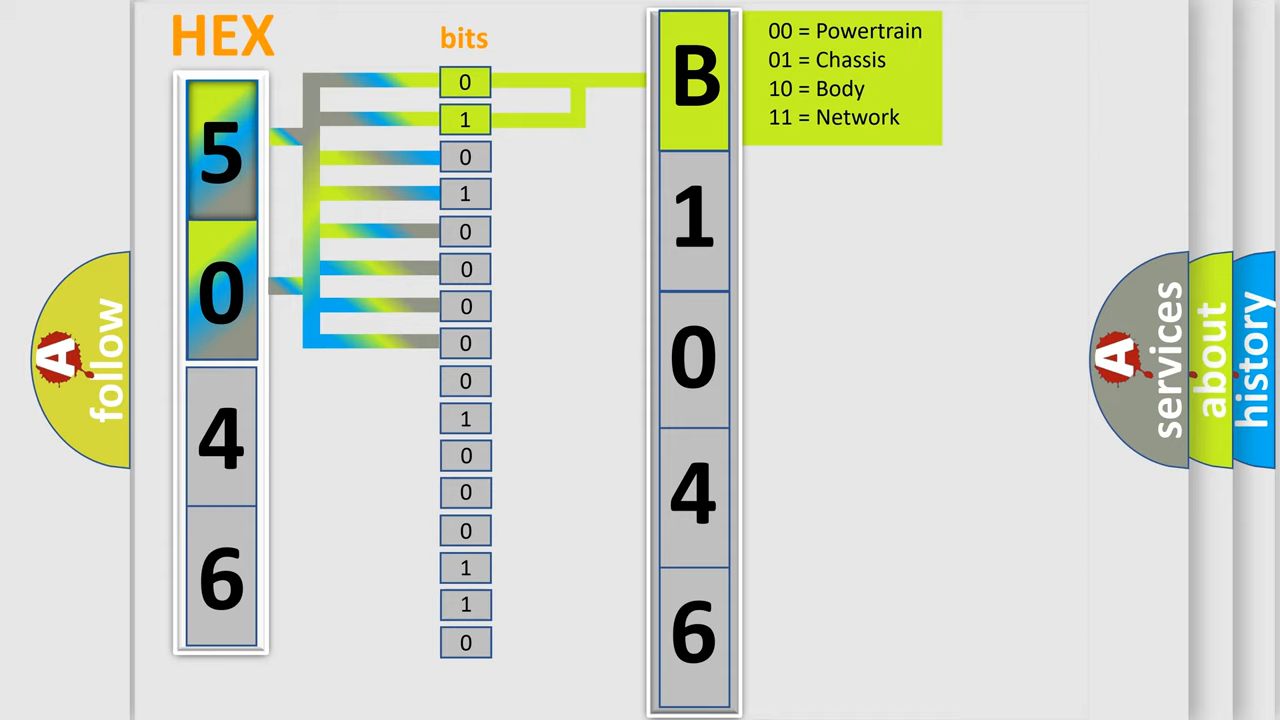 HEX
bits
5
0
4
6
0
1
0
1
0
0
0
0
0
1
0
0
0
1
1
0
B
1
0
4
6
00 = Powertrain
01 = Chassis
10 = Body
11 = Network
A
follow
A
services
about
history